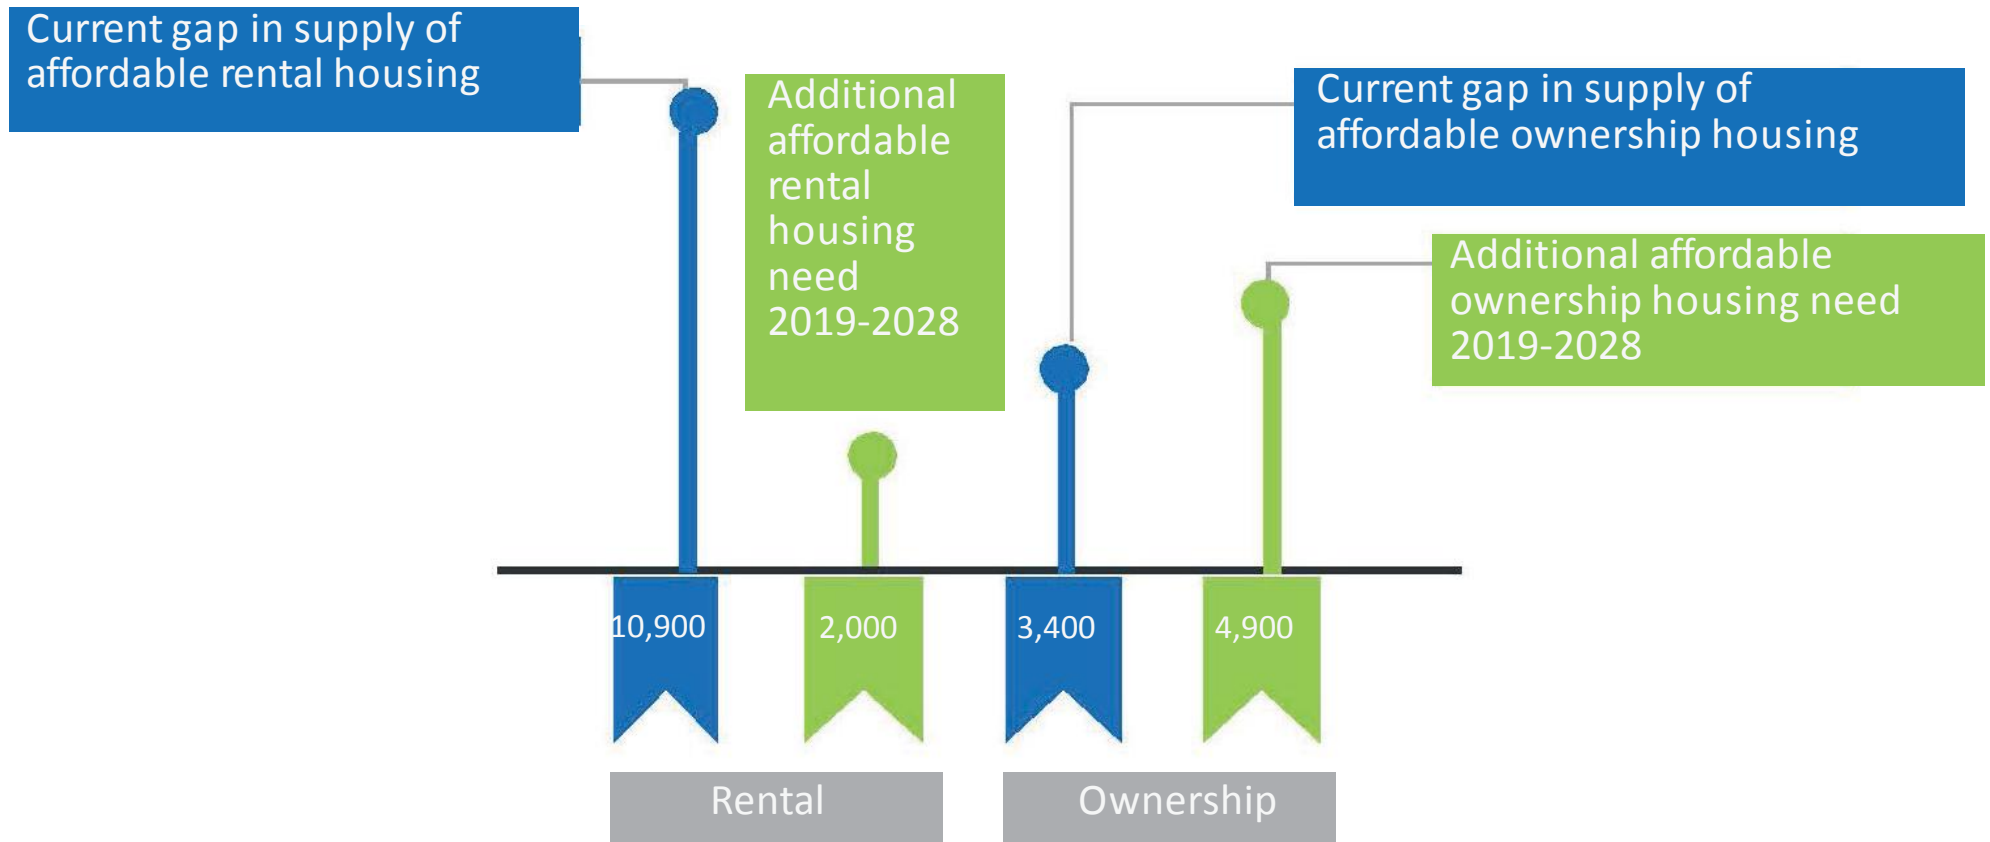 Current gap in supply of
affordable rental housing
Additional
affordable
rental
housing
need
2019-2028
Current gap in supply of
affordable ownership housing
Additional affordable
ownership housing need
2019-2028
10,900
2,000
3,400
4,900
Rental
Ownership